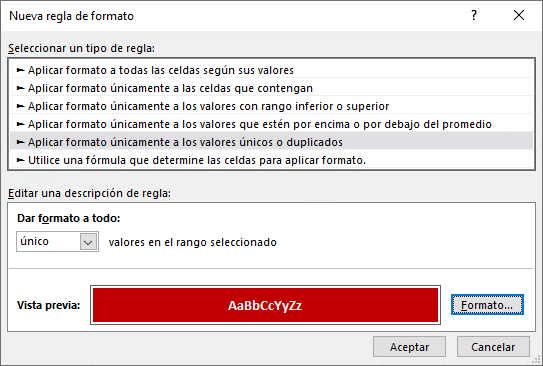 Nueva regla de formato
Seleccionar un tipo de regla:
► Aplicar formato a todas las celdas según sus valores
► Aplicar formato únicamente a las celdas que contengan
► Aplicar formato únicamente a los valores con rango inferior o superior
► Aplicar formato únicamente a los valores que estén por encima o por debajo del promedio
► Aplicar formato únicamente a los valores únicos o duplicados
► Utilice una fórmula que determine las celdas para aplicar formato.
Editar una descripción de regla:
Dar formato a todo:
único valores en el rango seleccionado
Vista previa: AaBbCcYyZz Formato...
Aceptar Cancelar